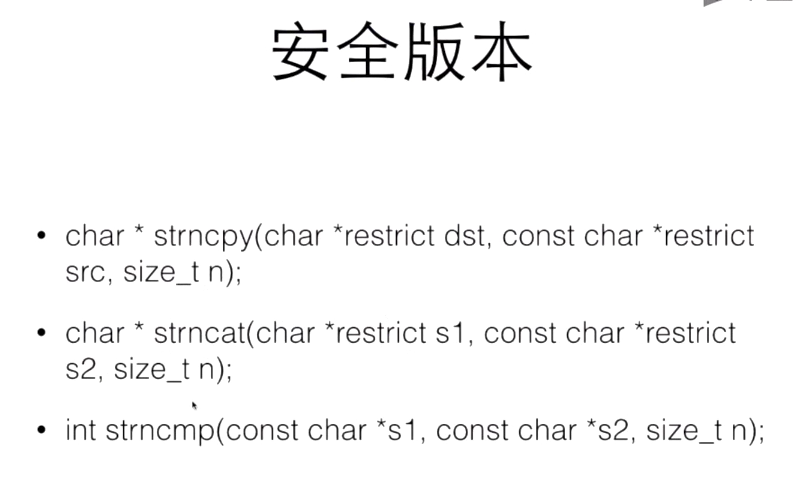 安全版本
• char * strncpy(char *restrict dst, const char *restrict
src, size_t n);
• char * strncat(char *restrict s1, const char *restrict
s2, size_t n);
• int strncmp(const char *s1, const char *s2, size_t n);